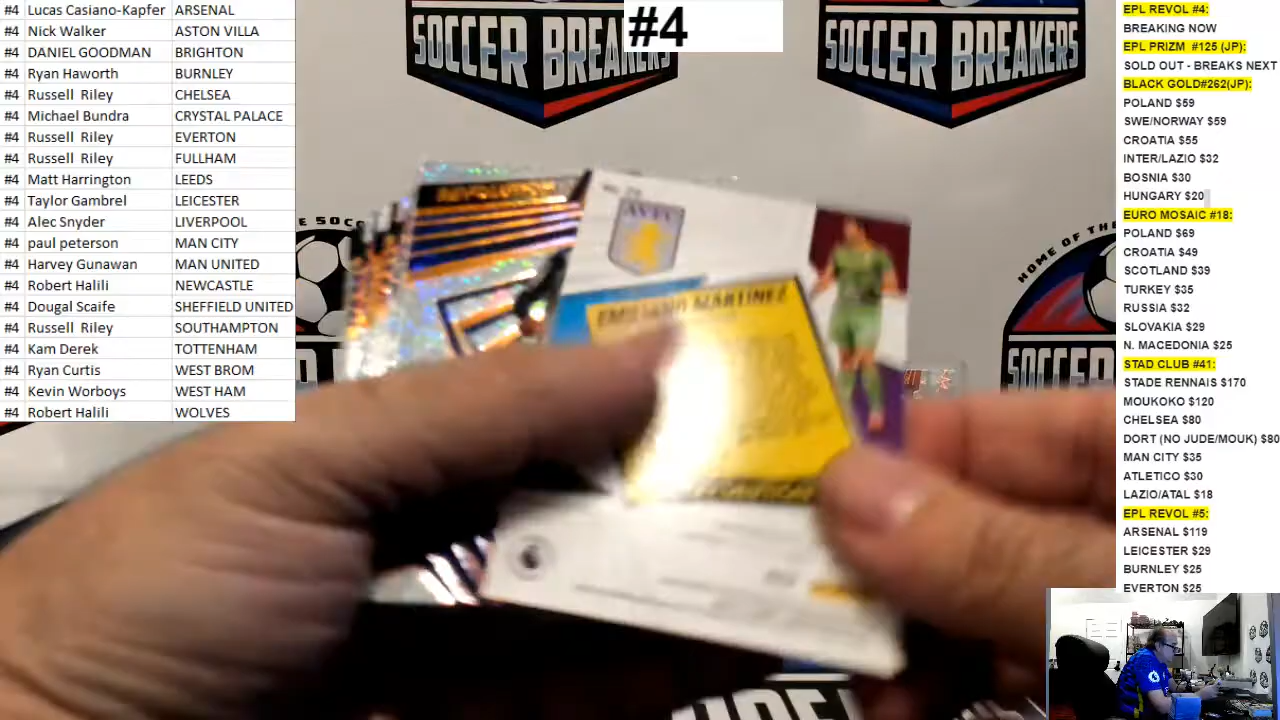 #4 Lucas Casiano-Kapfer ARSENAL
#4 Nick Walker ASTON VILLA
#4 DANIEL GOODMAN BRIGHTON
#4 Ryan Haworth BURNLEY
#4 Russell Riley CHELSEA
#4 Michael Bundra CRYSTAL PALACE
#4 Russell Riley EVERTON
#4 Russell Riley FULLHAM
#4 Matt Harrington LEEDS
#4 Taylor Gambrel LEICESTER
#4 Alec Snyder LIVERPOOL
#4 paul peterson MAN CITY
#4 Harvey Gunawan MAN UNITED
#4 Robert Halili NEWCASTLE
#4 Dougal Scaife SHEFFIELD UNITED
#4 Russell Riley SOUTHAMPTON
#4 Kam Derek TOTTENHAM
#4 Ryan Curtis WEST BROM
#4 Kevin Worboys WEST HAM
#4 Robert Halili WOLVES
#4
SOCCER BREAKERS
SOCCER BREAKERS
HOME OF THE
AVFC
EMILIANO MARTINEZ
EPL REVOL #4:
BREAKING NOW
EPL PRIZM #125 (JP):
SOLD OUT - BREAKS NEXT
BLACK GOLD#262(JP):
POLAND $59
SWE/NORWAY $59
CROATIA $55
INTER/LAZIO $32
BOSNIA $30
HUNGARY $20
EURO MOSAIC #18:
POLAND $69
CROATIA $49
SCOTLAND $39
TURKEY $35
RUSSIA $32
SLOVAKIA $29
N. MACEDONIA $25
STAD CLUB #41:
STADE RENNAIS $170
MOUKOKO $120
CHELSEA $80
DORT (NO JUDE/MOUK) $80
MAN CITY $35
ATLETICO $30
LAZIO/ATAL $18
EPL REVOL #5:
ARSENAL $119
LEICESTER $29
BURNLEY $25
EVERTON $25